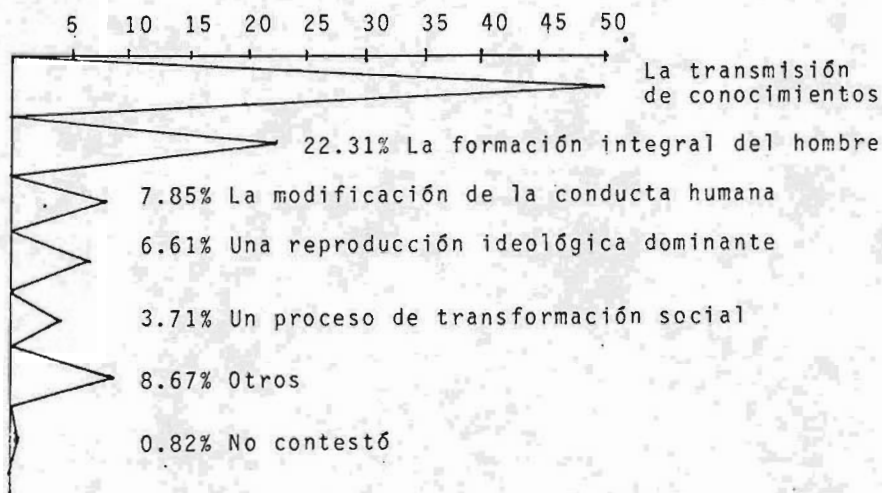 5 10 15 20 25 30 35 40 45 50
La transmisión
de conocimientos
22.31% La formación integral del hombre
7.85% La modificación de la conducta humana
6.61% Una reproducción ideológica dominante
3.71% Un proceso de transformación social
8.67% Otros
0.82% No contestó